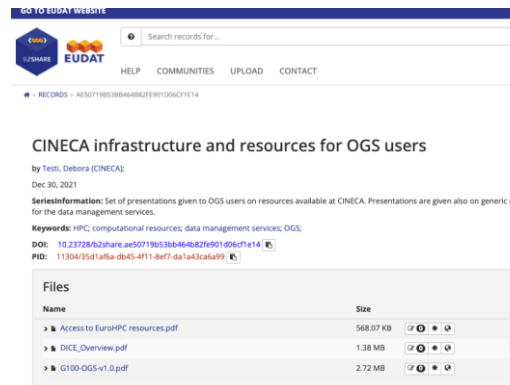 GO TO EUDAT WEBSITE
Search records for...
B2SHARE
EUDAT
HELP COMMUNITIES UPLOAD CONTACT
» RECORDS » AE50719B53BB464B82FE901D06CF1E14
CINECA infrastructure and resources for OGS users
by Testi, Debora (CINECA);
Dec 30, 2021
SeriesInformation: Set of presentations given to OGS users on resources available at CINECA. Presentations are given also on generic
for the data management services.
Keywords: HPC; computational resources; data management services; OGS;
DOI: 10.23728/b2share.ae50719b53bb464b82fe901d06cf1e14
PID: 11304/35d1af6a-db45-4f11-8ef7-da1a43ca6a99
Files
Name Size
Access to EuroHPC resources.pdf 568.07 KB 0
DICE_Overview.pdf 1.38 MB 0
G100-OGS-v1.0.pdf 2.72 MB 0